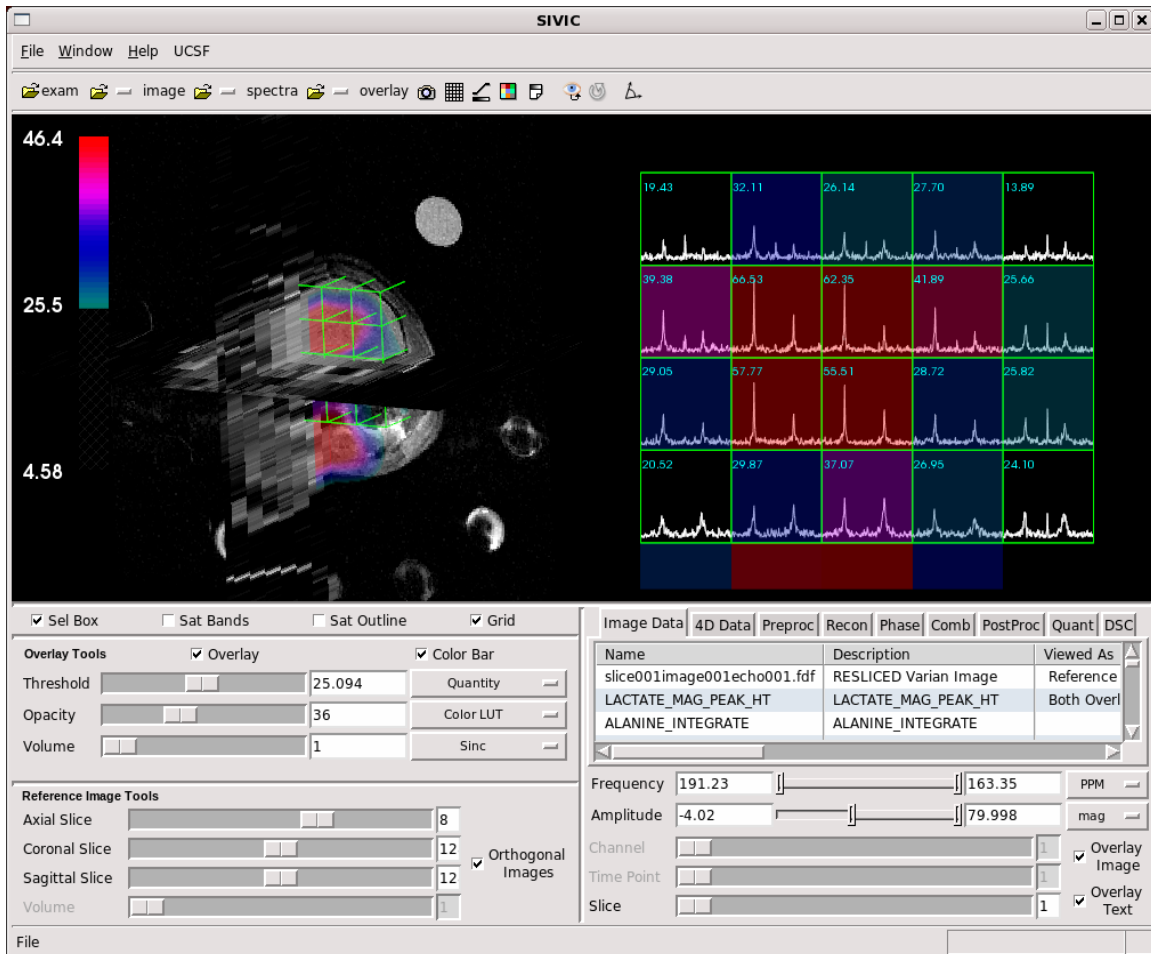 SIVIC
File Window Help UCSF
exam image spectra overlay
46.4
25.5
4.58
19.43 32.11 26.14 27.70 13.89
39.38 66.53 62.35 41.89 25.66
29.05 57.77 55.51 28.72 25.82
20.52 29.87 37.07 26.95 24.10
Sel Box Sat Bands Sat Outline Grid
Overlay Tools Overlay Color Bar
Threshold 25.094 Quantity
Opacity 36 Color LUT
Volume 1 Sinc
Reference Image Tools
Axial Slice 8
Coronal Slice 12
Sagittal Slice 12
Orthogonal
Images
Volume 1
Image Data 4D Data Preproc Recon Phase Comb PostProc Quant DSC
Name Description Viewed As
slice001image001echo001.fdf RESLICED Varian Image Reference
LACTATE_MAG_PEAK_HT LACTATE_MAG_PEAK_HT Both Overl
ALANINE_INTEGRATE ALANINE_INTEGRATE
Frequency 191.23 163.35 PPM
Amplitude -4.02 79.998 mag
Channel 1
Time Point 1
Slice 1
Overlay
Image
Overlay
Text
File